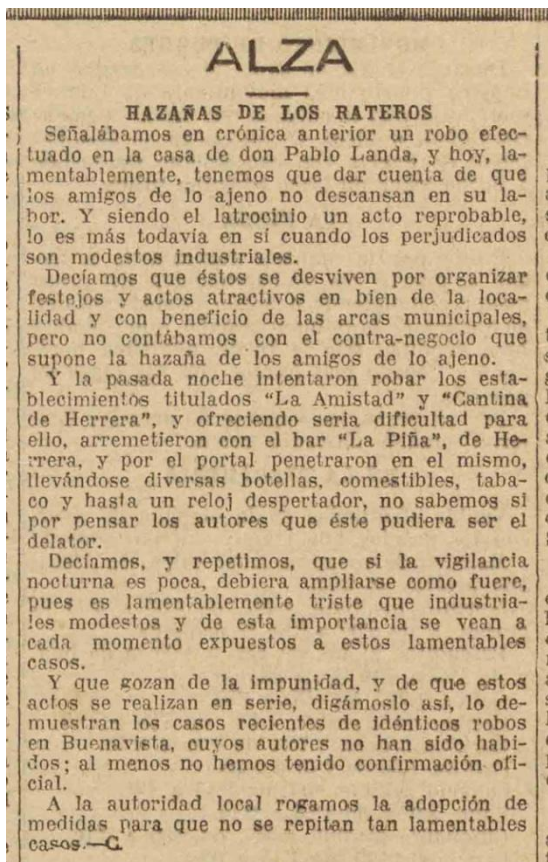 ALZA
HAZAÑAS DE LOS RATEROS
Señalábamos en crónica anterior un robo efec-
tuado en la casa de don Pablo Landa, y hoy, la-
mentablemente, tenemos que dar cuenta de que
los amigos de lo ajeno no descansan en su la-
bor. Y siendo el latrocinio un acto reprobable,
lo es más todavía en sí cuando los perjudicados
son modestos industriales.
Decíamos que éstos se desviven por organizar
festejos y actos atractivos en bien de la loca-
lidad y con beneficio de las arcas municipales,
pero no contábamos con el contra-negocio que
supone la hazaña de los amigos de lo ajeno.
Y la pasada noche intentaron robar los esta-
blecimientos titulados "La Amistad" y "Cantina
de Herrera", y ofreciendo seria dificultad para
ello, arremetieron con el bar "La Piña", de He-
rrera, y por el portal penetraron en el mismo,
llevándose diversas botellas, comestibles, taba-
co y hasta un reloj despertador, no sabemos si
por pensar los autores que éste pudiera ser el
delator.
Decíamos, y repetimos, que si la vigilancia
nocturna es poca, debiera ampliarse como fuere,
pues es lamentablemente triste que industria-
les modestos y de esta importancia se vean a
cada momento expuestos a estos lamentables
casos.
Y que gozan de la impunidad, y de que estos
actos se realizan en serie, digámoslo así, lo de-
muestran los casos recientes de idénticos robos
en Buenavista, cuyos autores no han sido habi-
dos; al menos no hemos tenido confirmación ofi-
cial.
A la autoridad local rogamos la adopción de
medidas para que no se repitan tan lamentables
casos.—C.